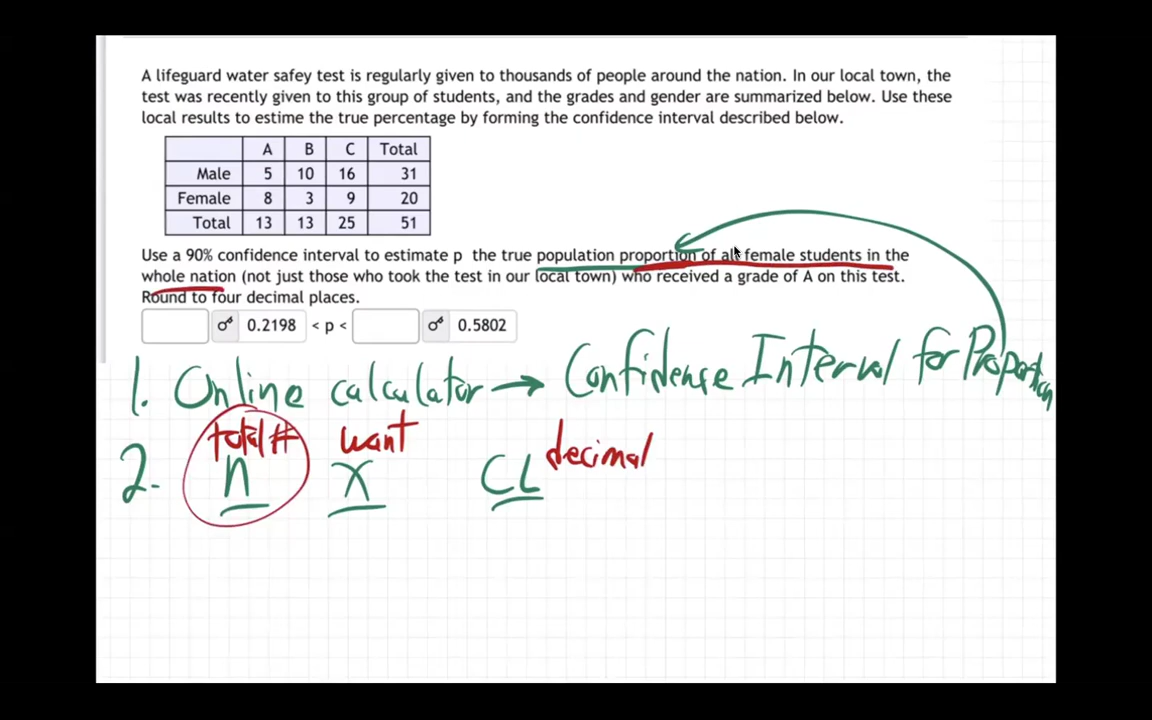 A lifeguard water safey test is regularly given to thousands of people around the nation. In our local town, the
test was recently given to this group of students, and the grades and gender are summarized below. Use these
local results to estime the true percentage by forming the confidence interval described below.
A B C Total
Male 5 10 16 31
Female 8 3 9 20
Total 13 13 25 51
Use a 90% confidence interval to estimate p the true population proportion of all female students in the
whole nation (not just those who took the test in our local town) who received a grade of A on this test.
Round to four decimal places.
0.2198 < p < 0.5802
1. Online calculator → Confidence Interval for Proportion
total # want decimal
2. n X CL